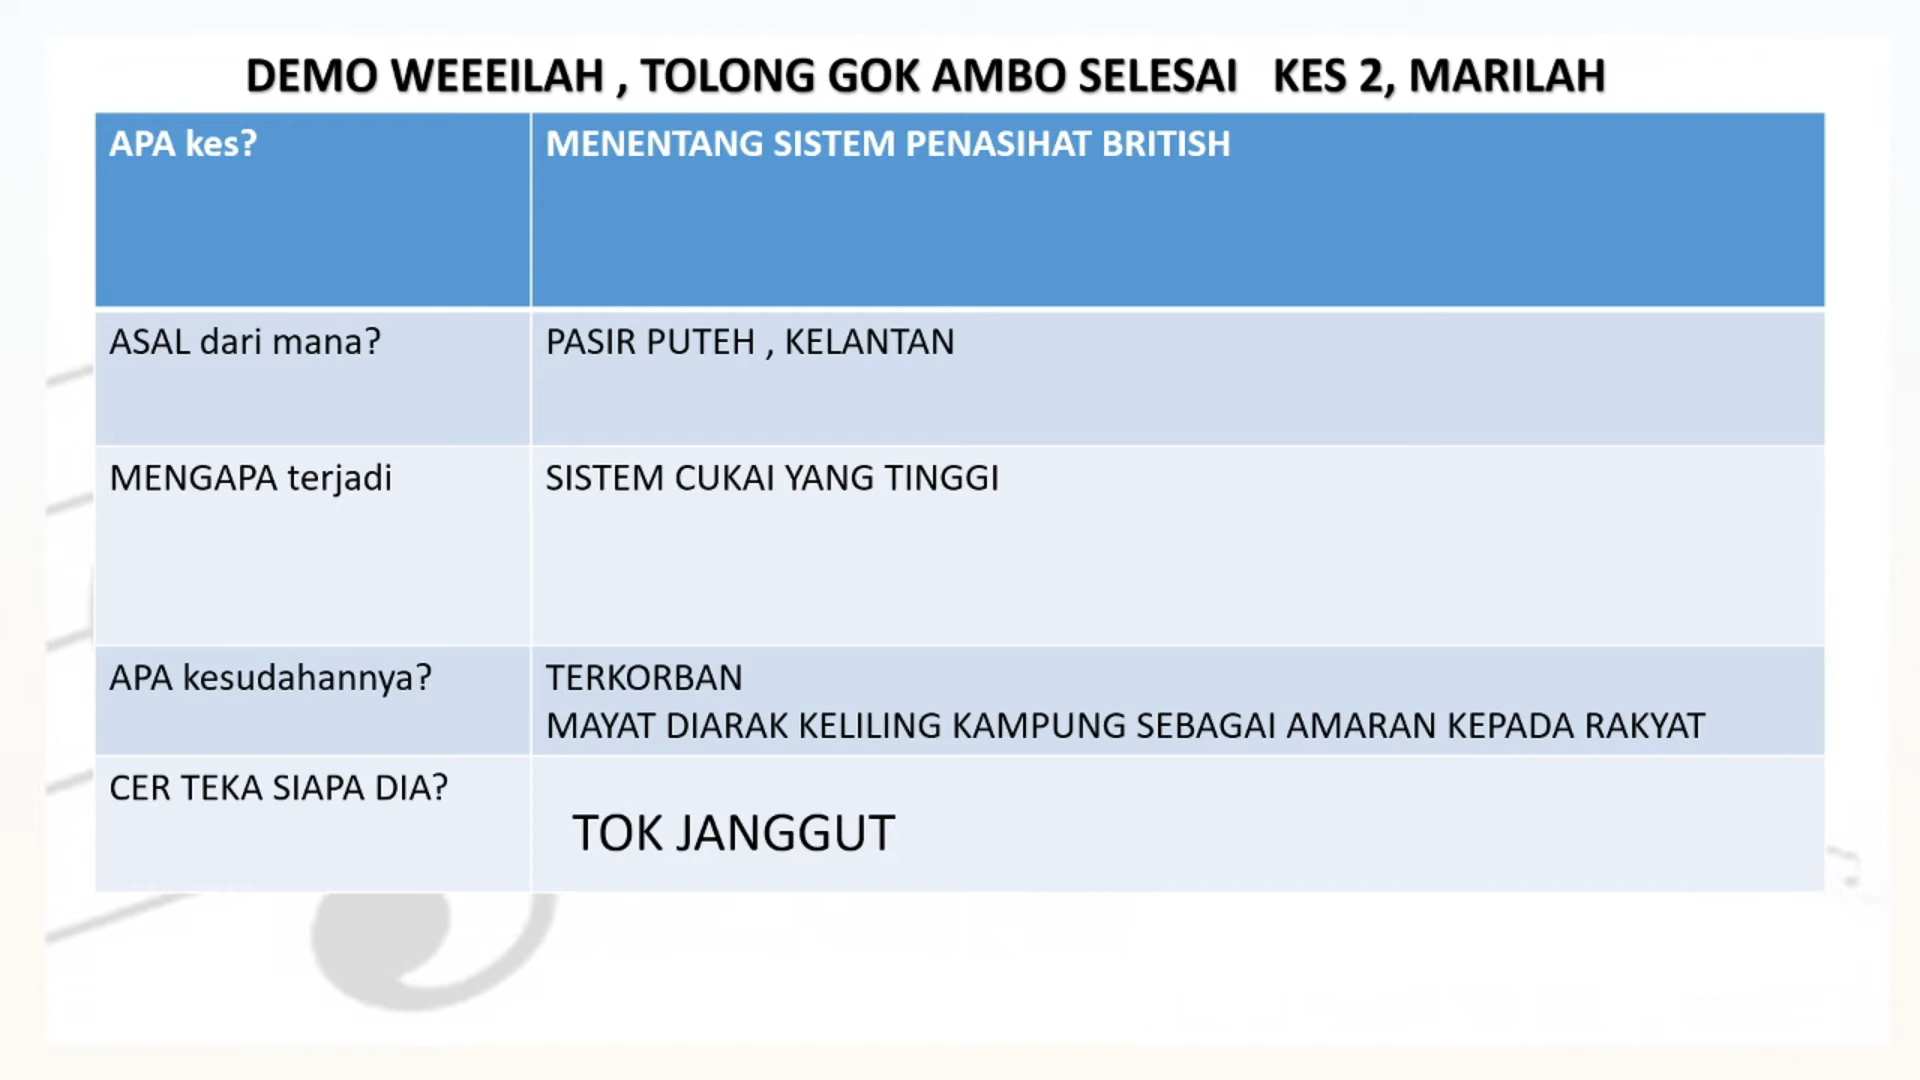 DEMO WEEEILAH , TOLONG GOK AMBO SELESAI KES 2, MARILAH
APA kes?
MENENTANG SISTEM PENASIHAT BRITISH
ASAL dari mana?
PASIR PUTEH , KELANTAN
MENGAPA terjadi
SISTEM CUKAI YANG TINGGI
APA kesudahannya?
TERKORBAN
MAYAT DIARAK KELILING KAMPUNG SEBAGAI AMARAN KEPADA RAKYAT
CER TEKA SIAPA DIA?
TOK JANGGUT